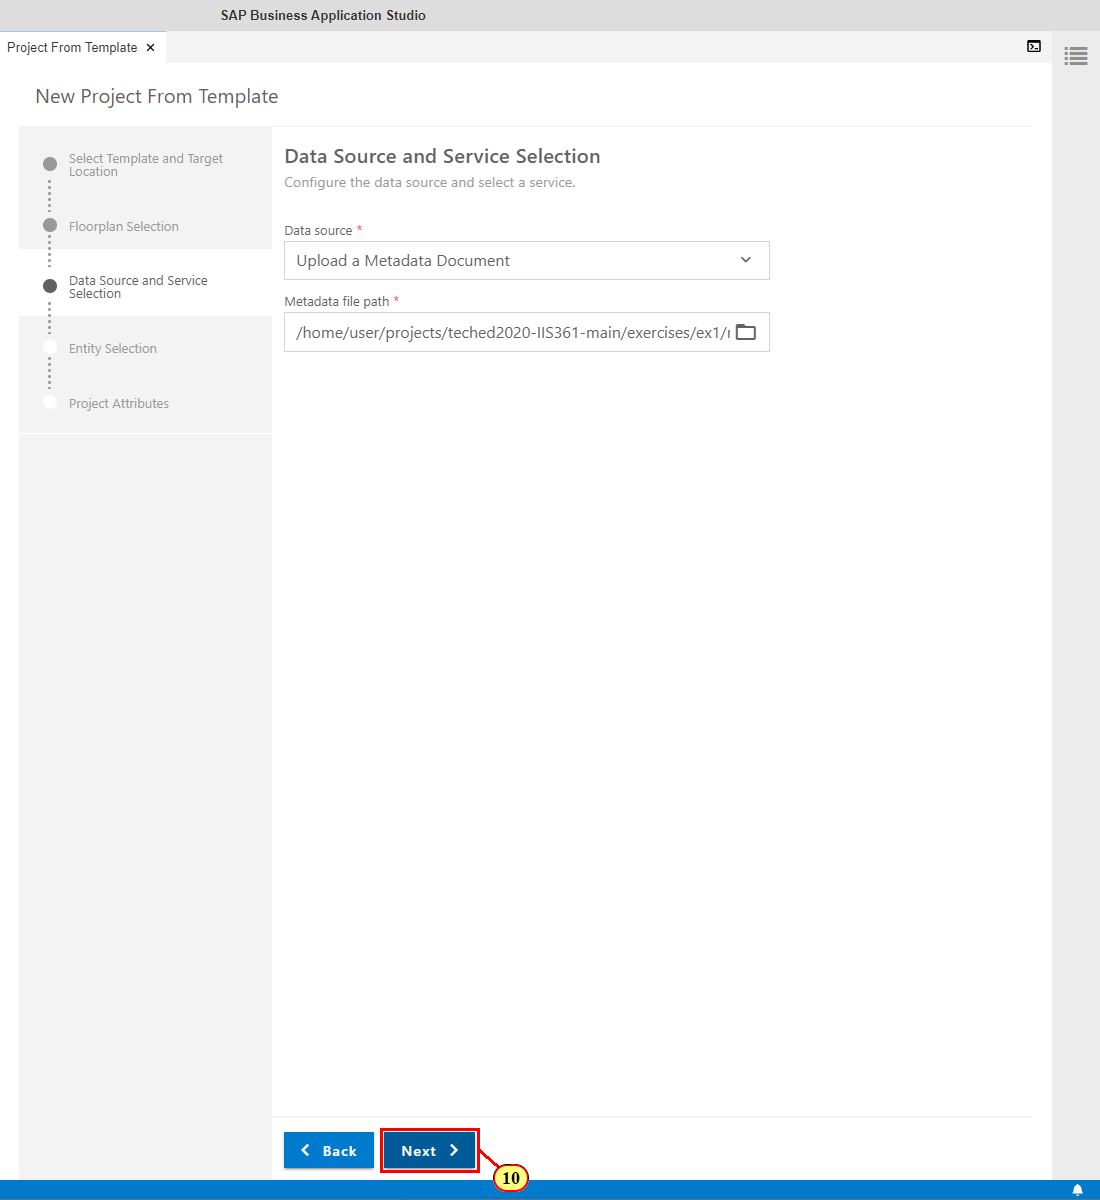 SAP Business Application Studio
Project From Template
New Project From Template
Select Template and Target
Location
Floorplan Selection
Data Source and Service
Selection
Entity Selection
Project Attributes
Data Source and Service Selection
Configure the data source and select a service.
Data source *
Upload a Metadata Document
Metadata file path *
/home/user/projects/teched2020-IIS361-main/exercises/ex1/
Back
Next
10